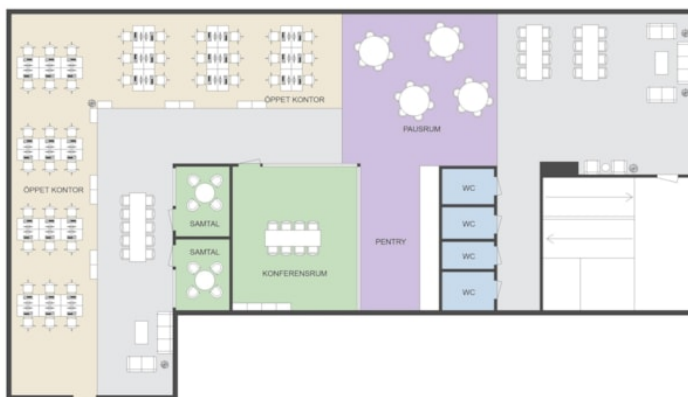 ÖPPET KONTOR
PAUSRUM
ÖPPET KONTOR
SAMTAL
SAMTAL
KONFERENSRUM
PENTRY
WC
WC
WC
WC